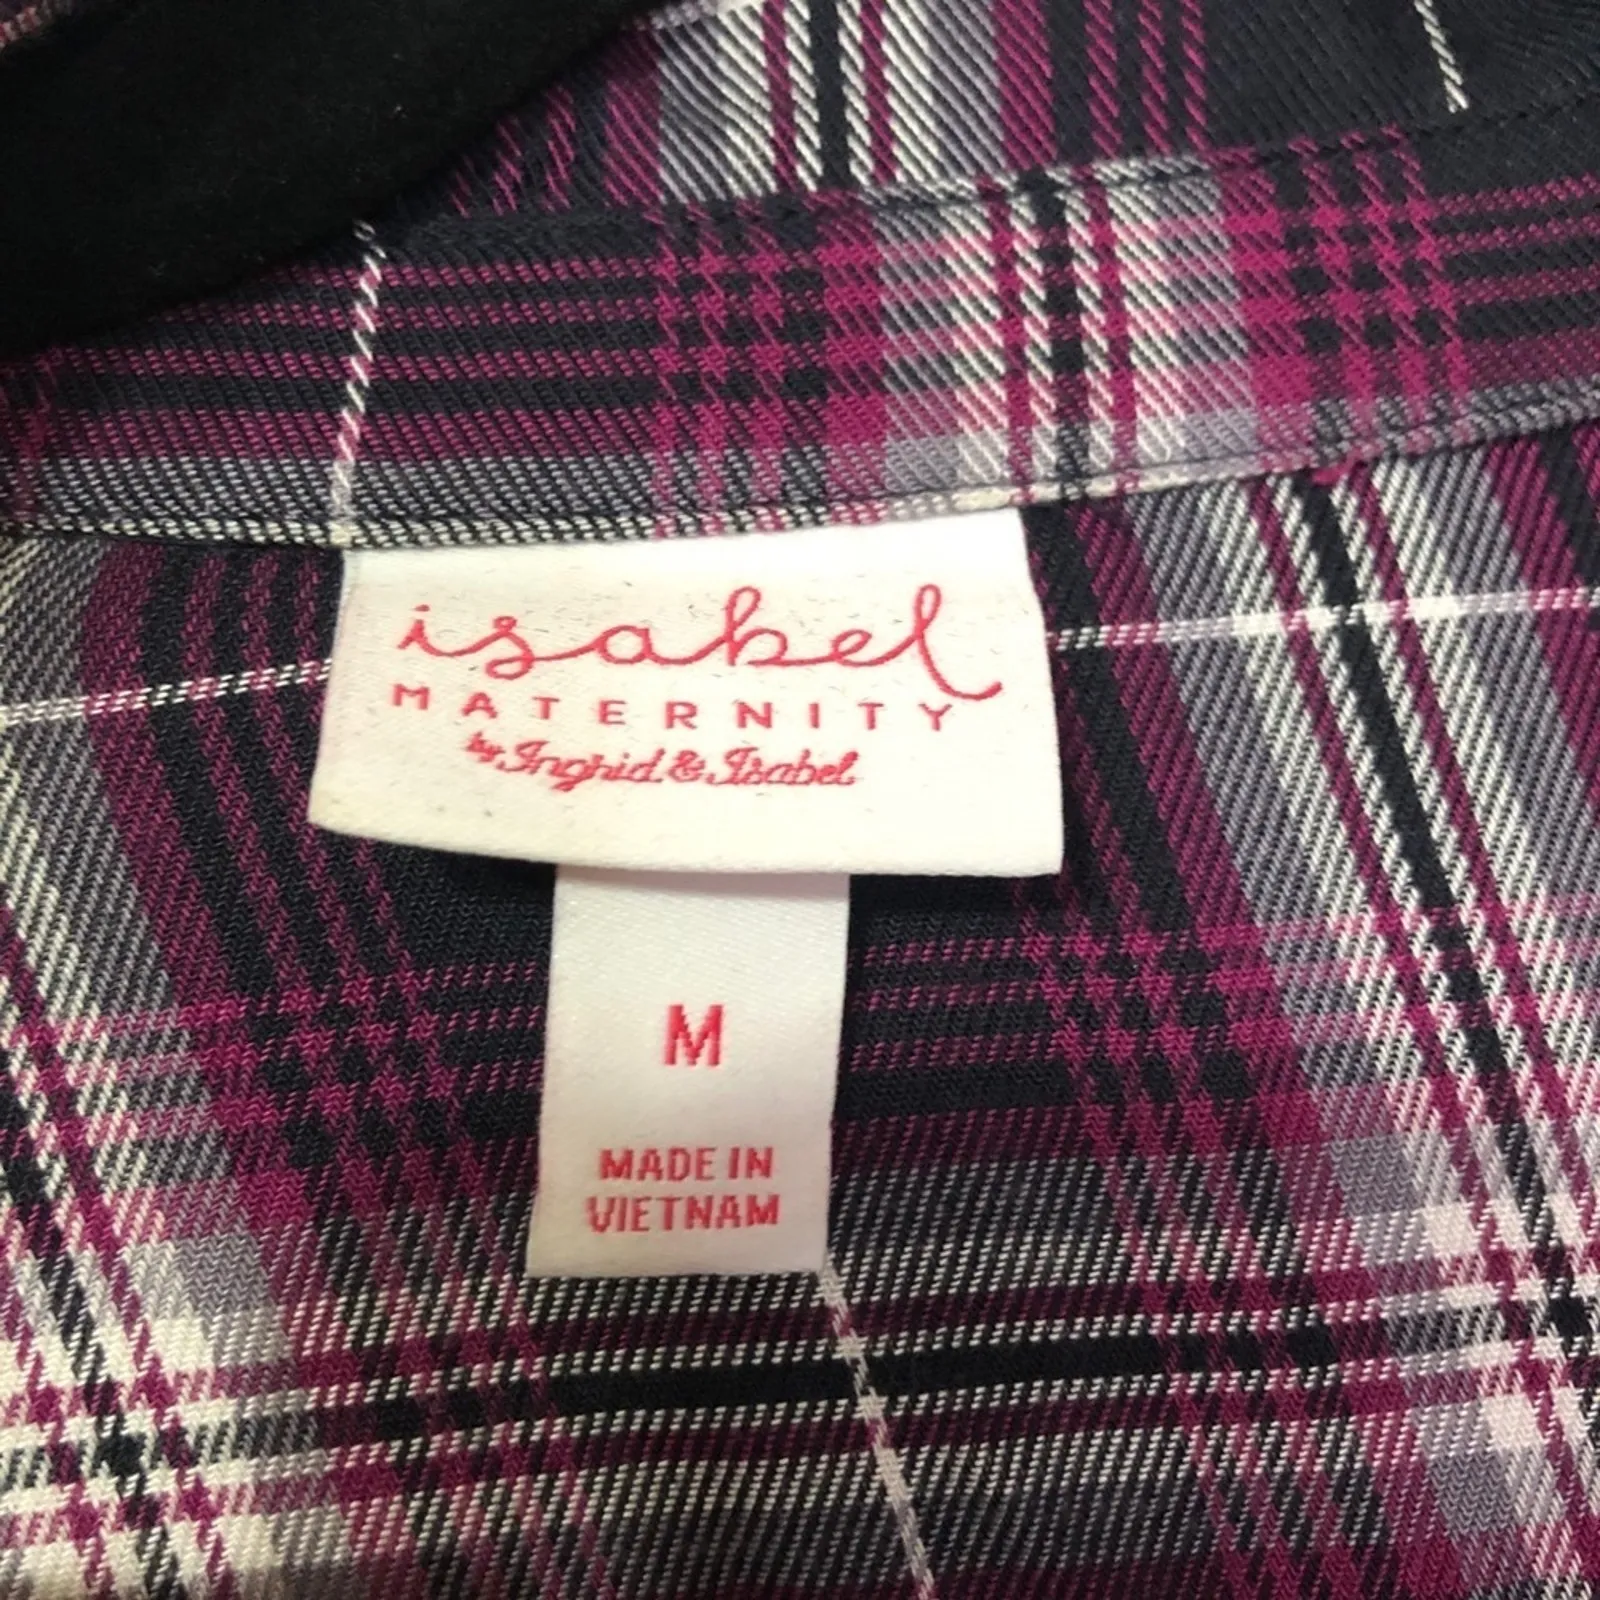 isabel
MATERNITY
by Ingrid & Isabel
M
MADE IN
VIETNAM